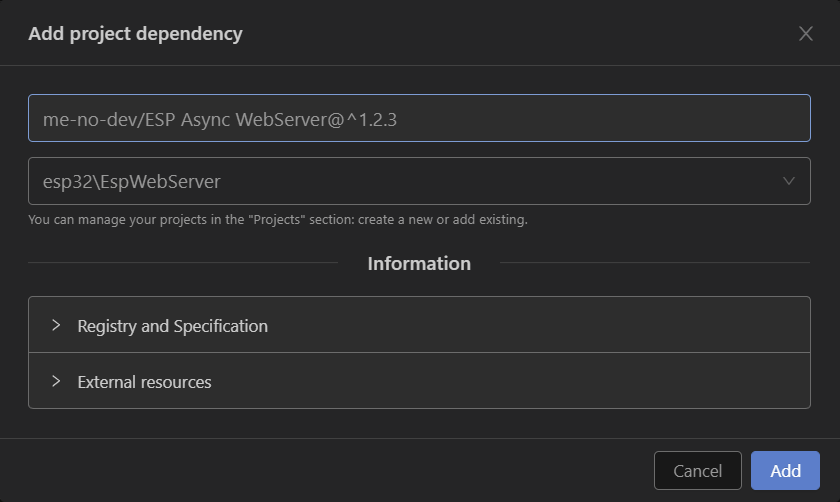 Add project dependency
me-no-dev/ESP Async WebServer@^1.2.3
esp32\EspWebServer
You can manage your projects in the "Projects" section: create a new or add existing.
Information
Registry and Specification
External resources
Cancel
Add